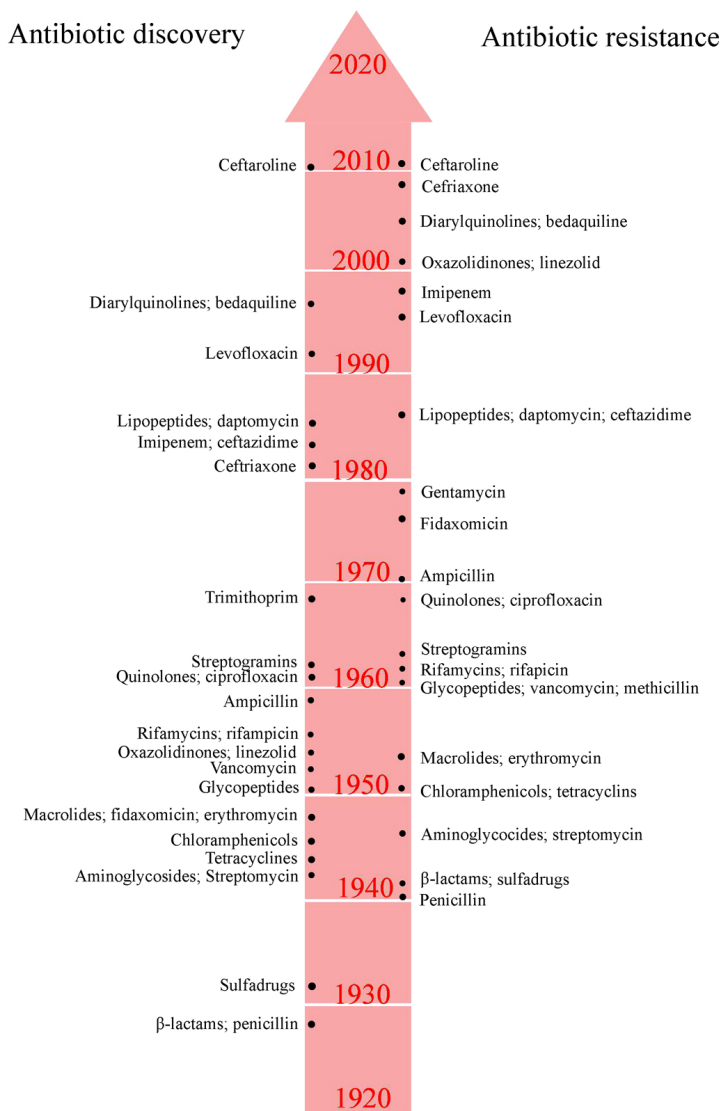 Antibiotic discovery
Antibiotic resistance
2020
2010
Ceftaroline
Ceftaroline
Cefriaxone
Diarylquinolines; bedaquiline
2000
Oxazolidinones; linezolid
Imipenem
Diarylquinolines; bedaquiline
Levofloxacin
Levofloxacin
1990
Lipopeptides; daptomycin; ceftazidime
Lipopeptides; daptomycin
Imipenem; ceftazidime
Ceftriaxone
1980
Gentamycin
Fidaxomicin
1970
Ampicillin
Trimithoprim
Quinolones; ciprofloxacin
Streptogramins
Streptogramins
Rifamycins; rifapicin
Quinolones; ciprofloxacin
1960
Glycopeptides; vancomycin; methicillin
Ampicillin
Rifamycins; rifampicin
Oxazolidinones; linezolid
Macrolides; erythromycin
Vancomycin
1950
Glycopeptides
Chloramphenicols; tetracyclins
Macrolides; fidaxomicin; erythromycin
Aminoglycocides; streptomycin
Chloramphenicols
Tetracyclines
Aminoglycosides; Streptomycin
1940
β-lactams; sulfadrugs
Penicillin
Sulfadrugs
1930
β-lactams; penicillin
1920